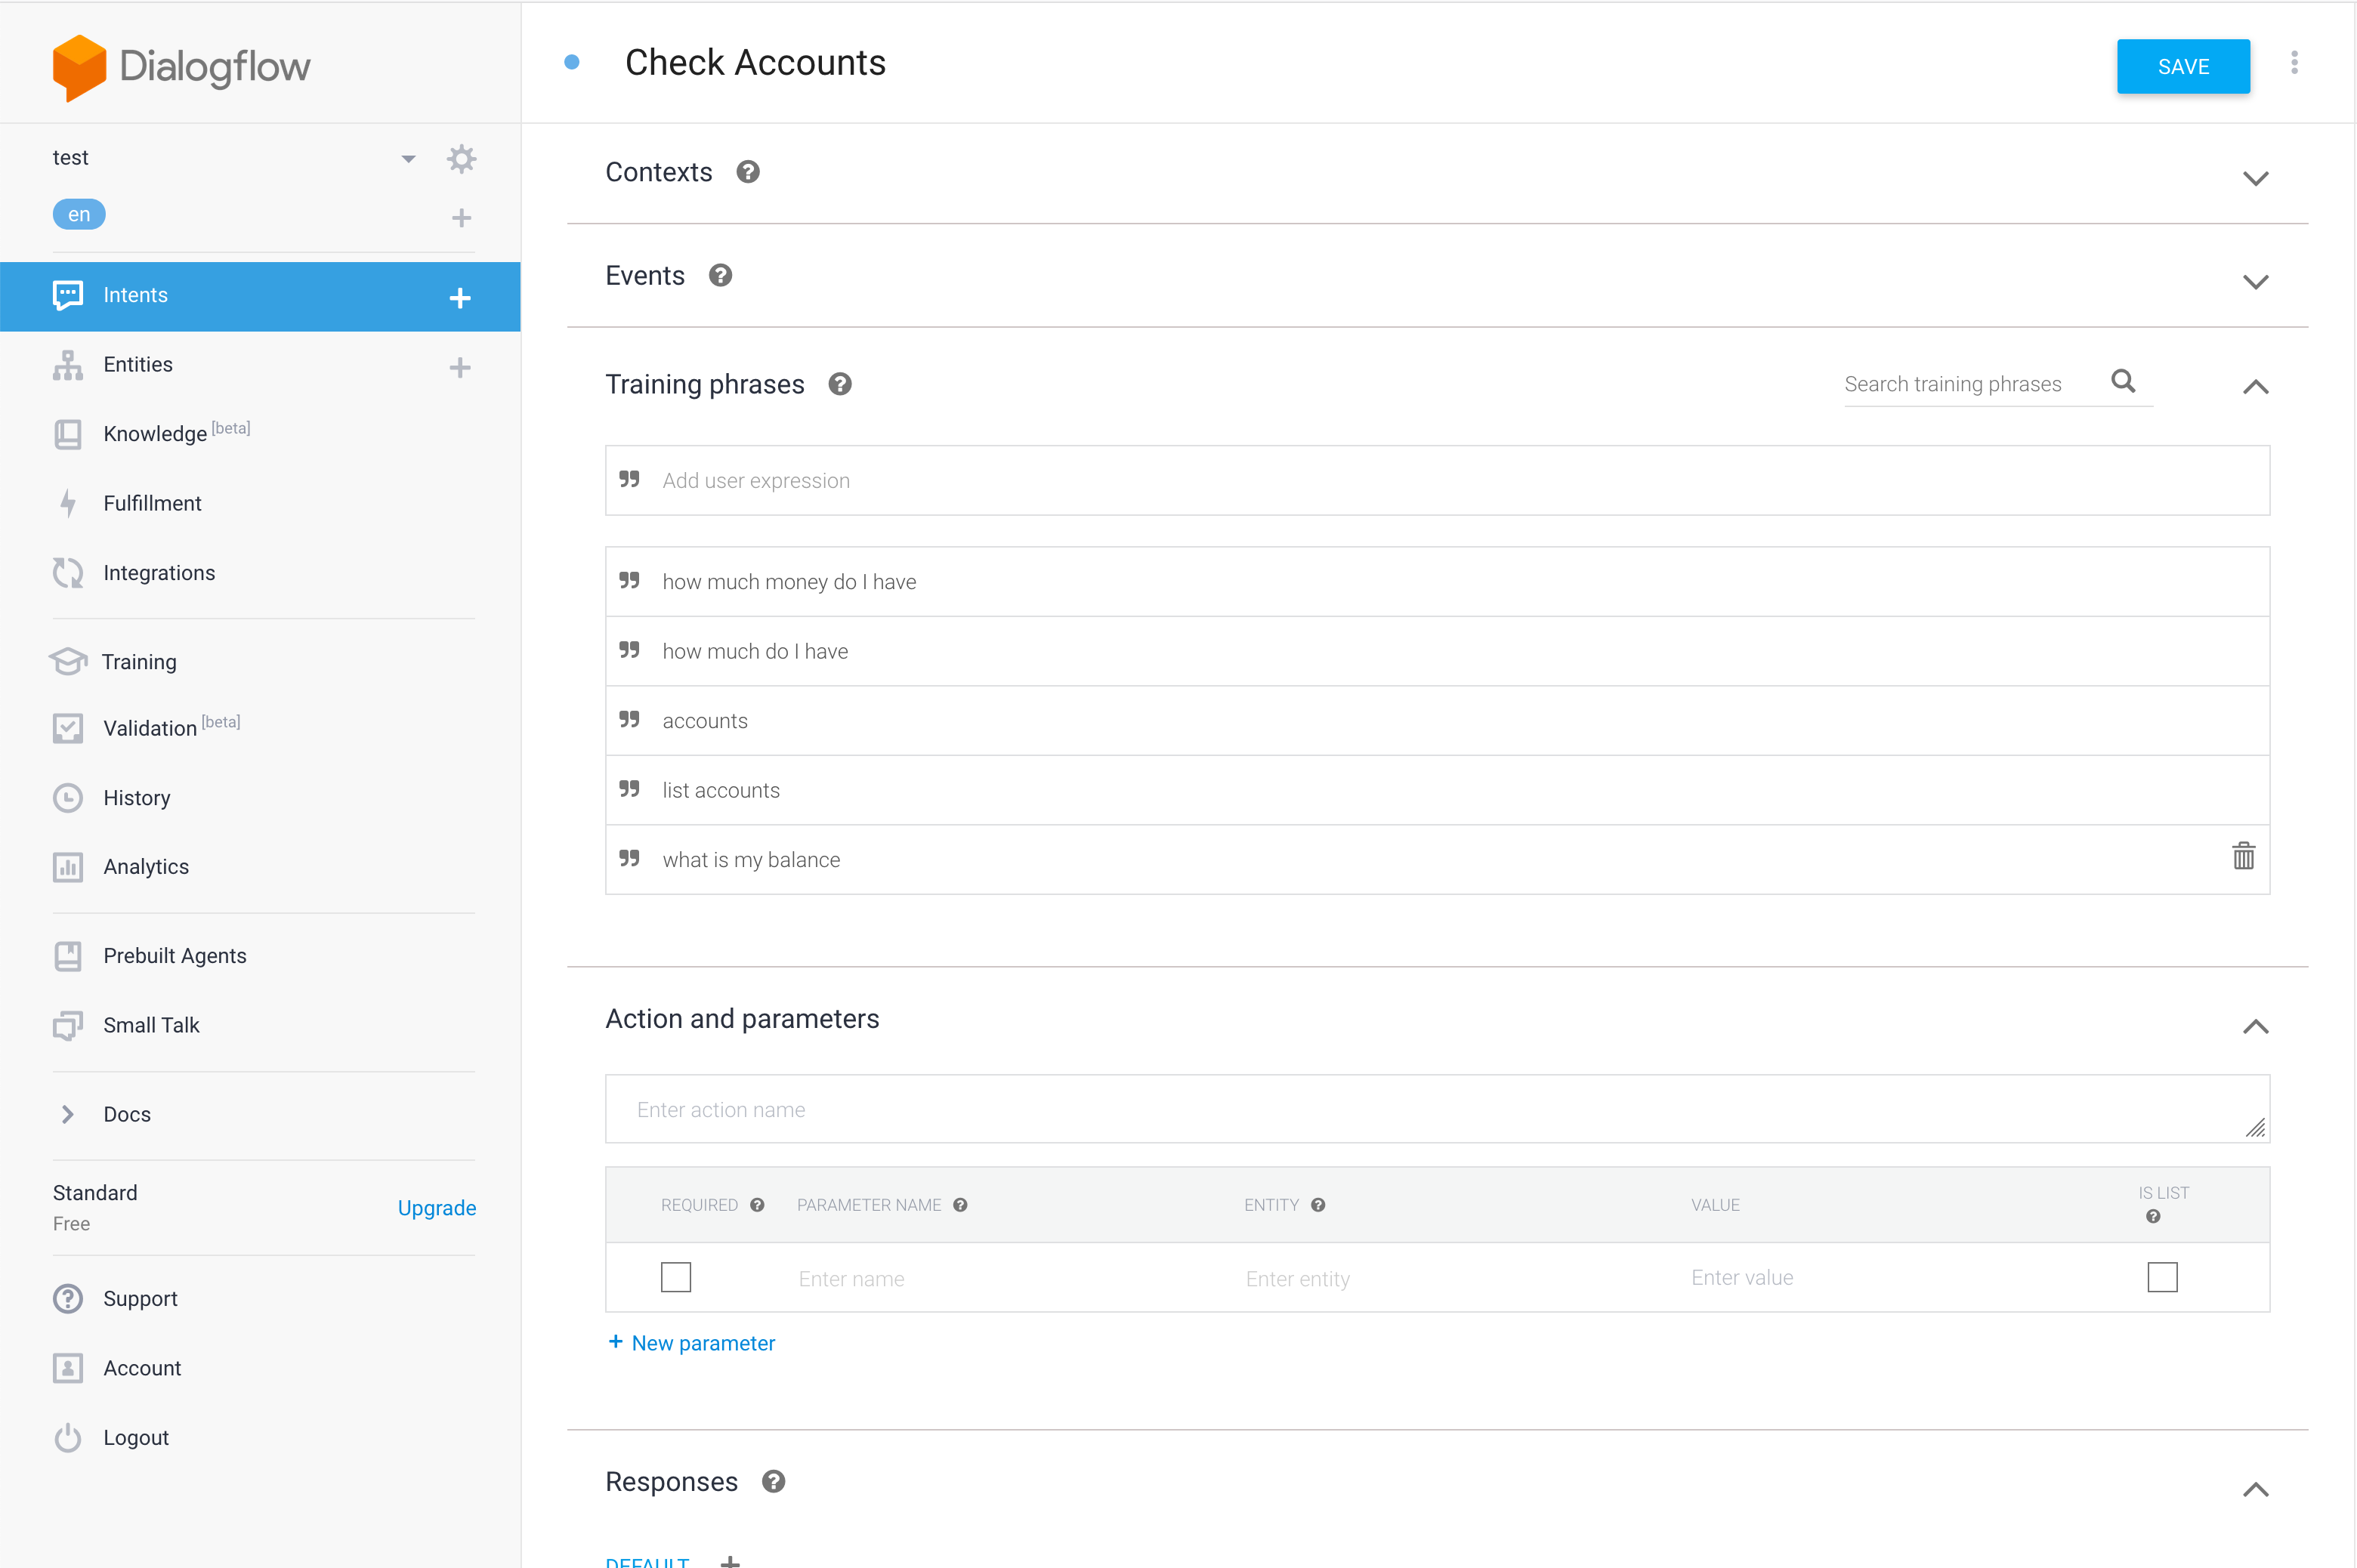 Dialogflow
test
en
Intents
Entities
Knowledge [beta]
Fulfillment
Integrations
Training
Validation [beta]
History
Analytics
Prebuilt Agents
Small Talk
Docs
Standard
Free
Upgrade
Support
Account
Logout
Check Accounts
SAVE
Contexts
Events
Training phrases
Search training phrases
Add user expression
how much money do I have
how much do I have
accounts
list accounts
what is my balance
Action and parameters
Enter action name
REQUIRED PARAMETER NAME ENTITY VALUE IS LIST
Enter name Enter entity Enter value
+ New parameter
Responses
DEFAULT +